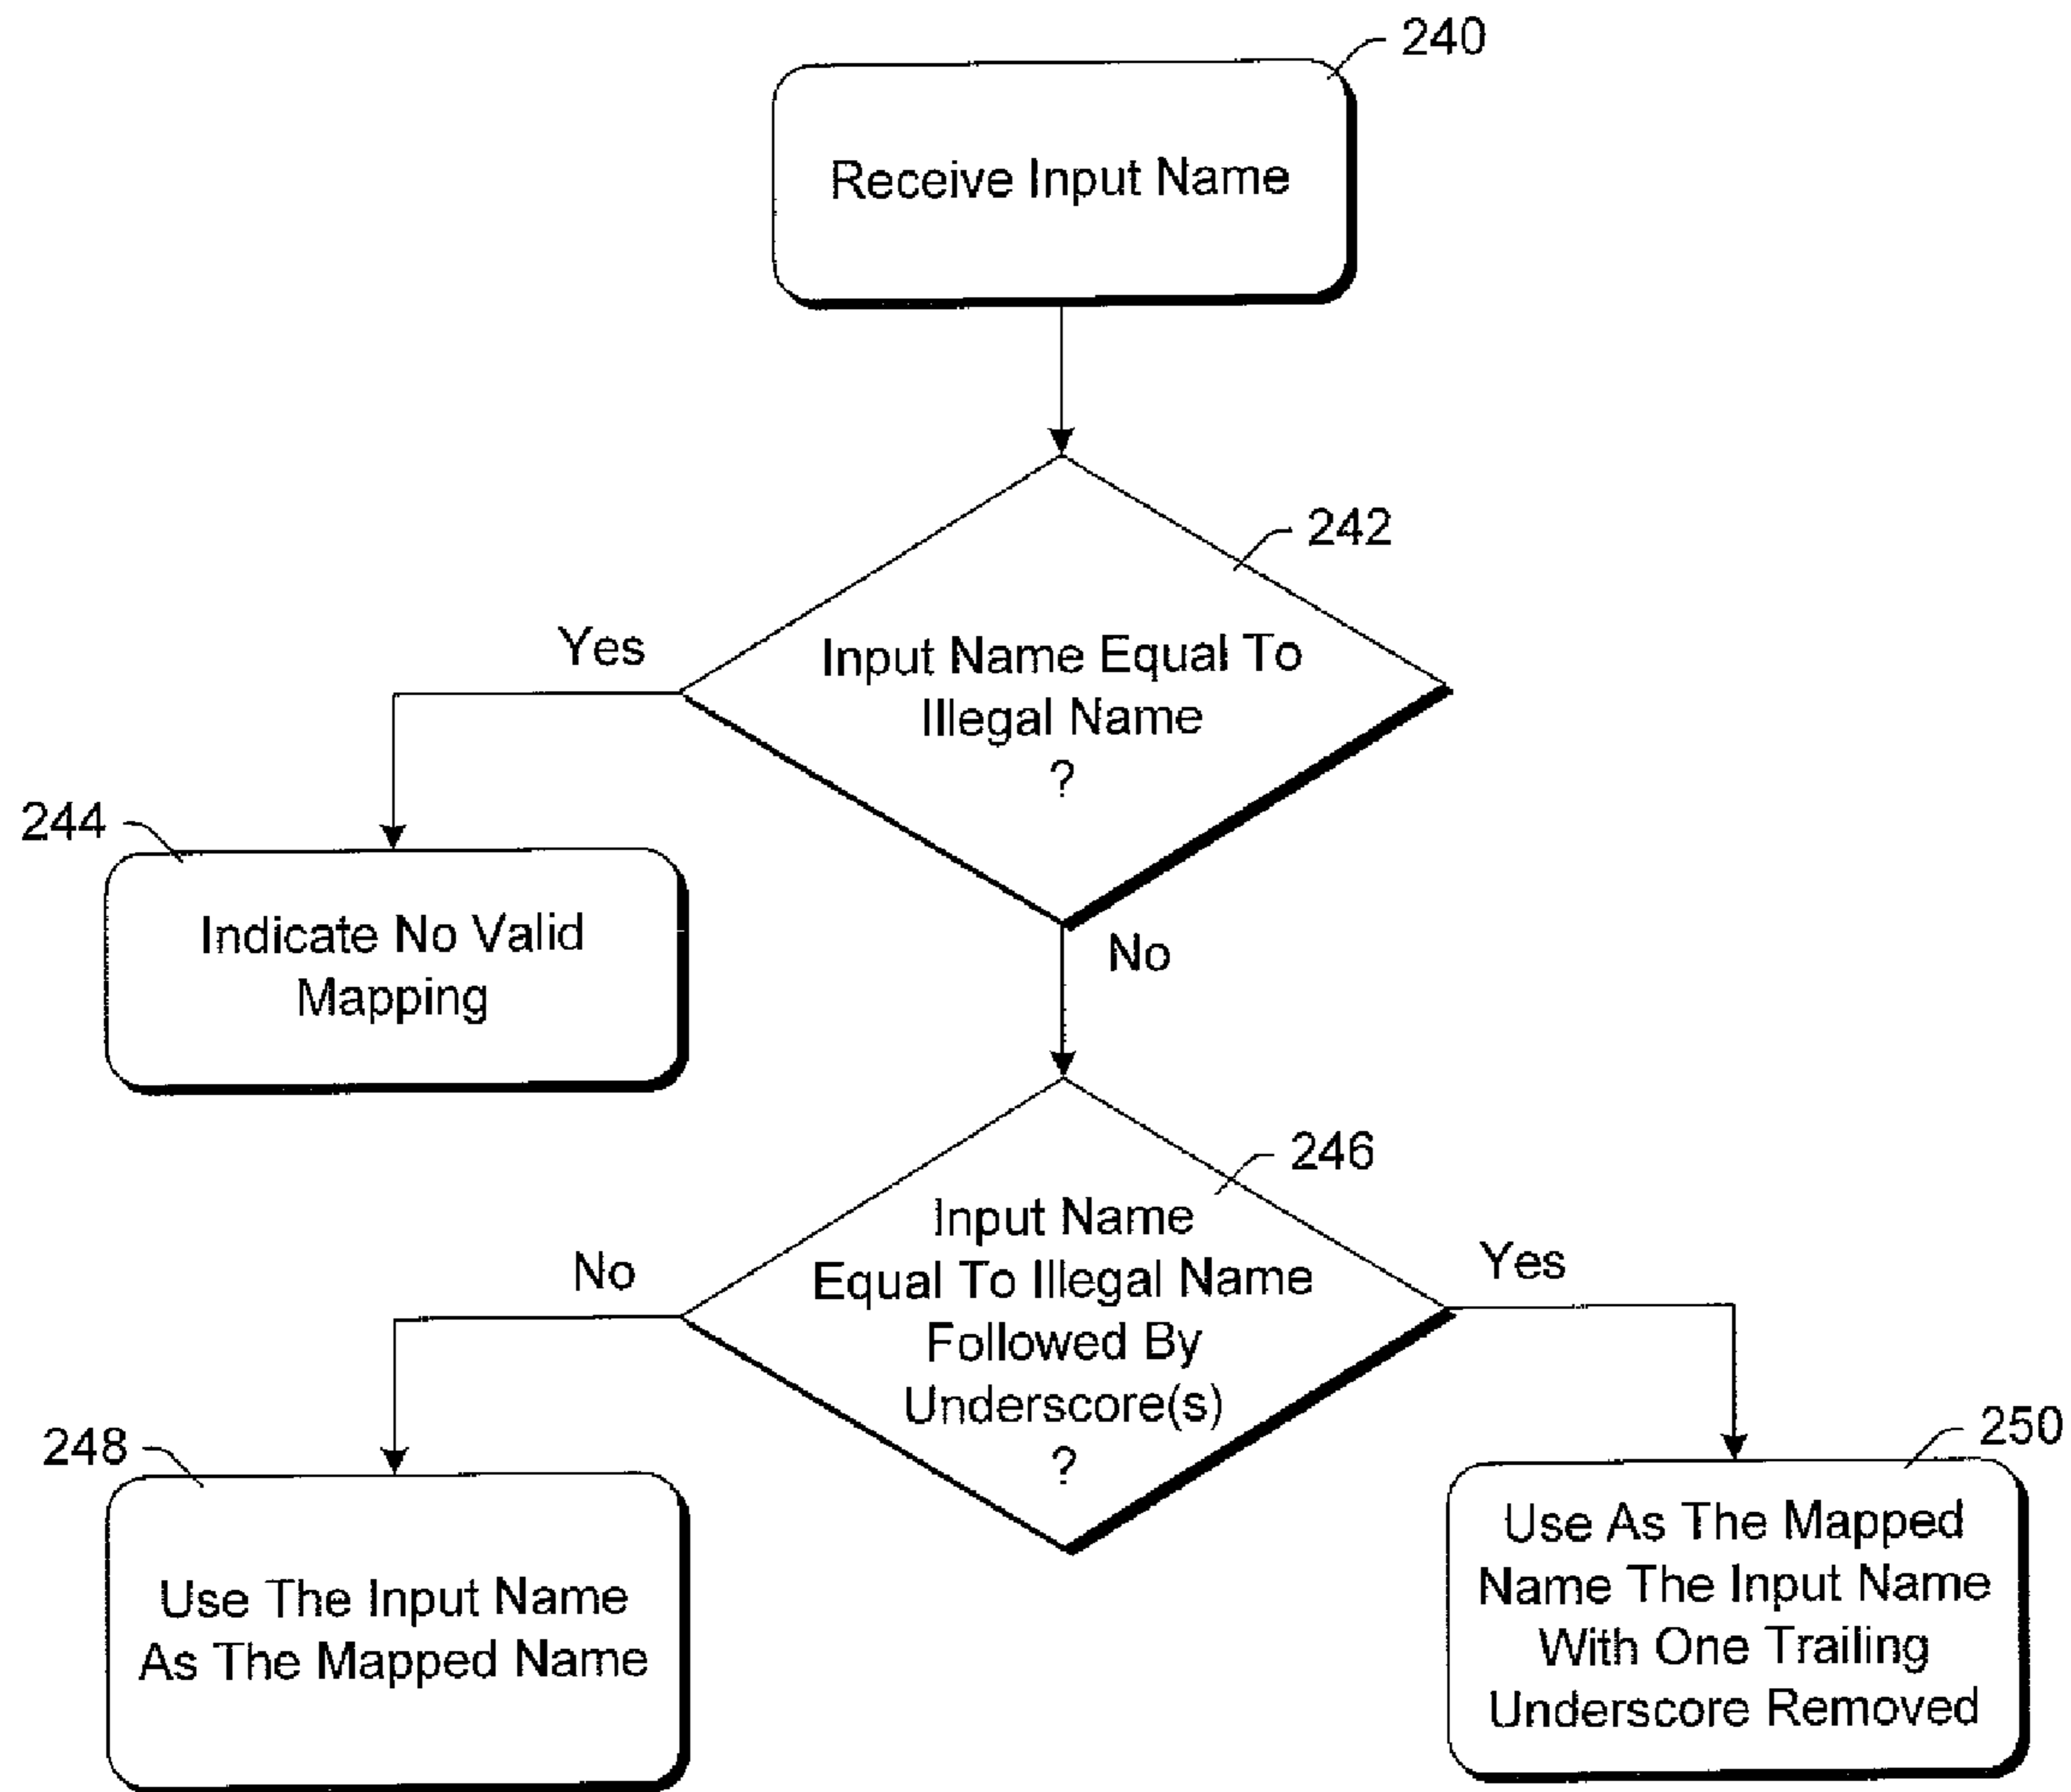 240
Receive Input Name
242
Yes
Input Name Equal To
Illegal Name
?
244
Indicate No Valid
Mapping
No
246
Input Name
Equal To Illegal Name
Followed By
Underscore(s)
?
No
Yes
248
Use The Input Name
As The Mapped Name
250
Use As The Mapped
Name The Input Name
With One Trailing
Underscore Removed